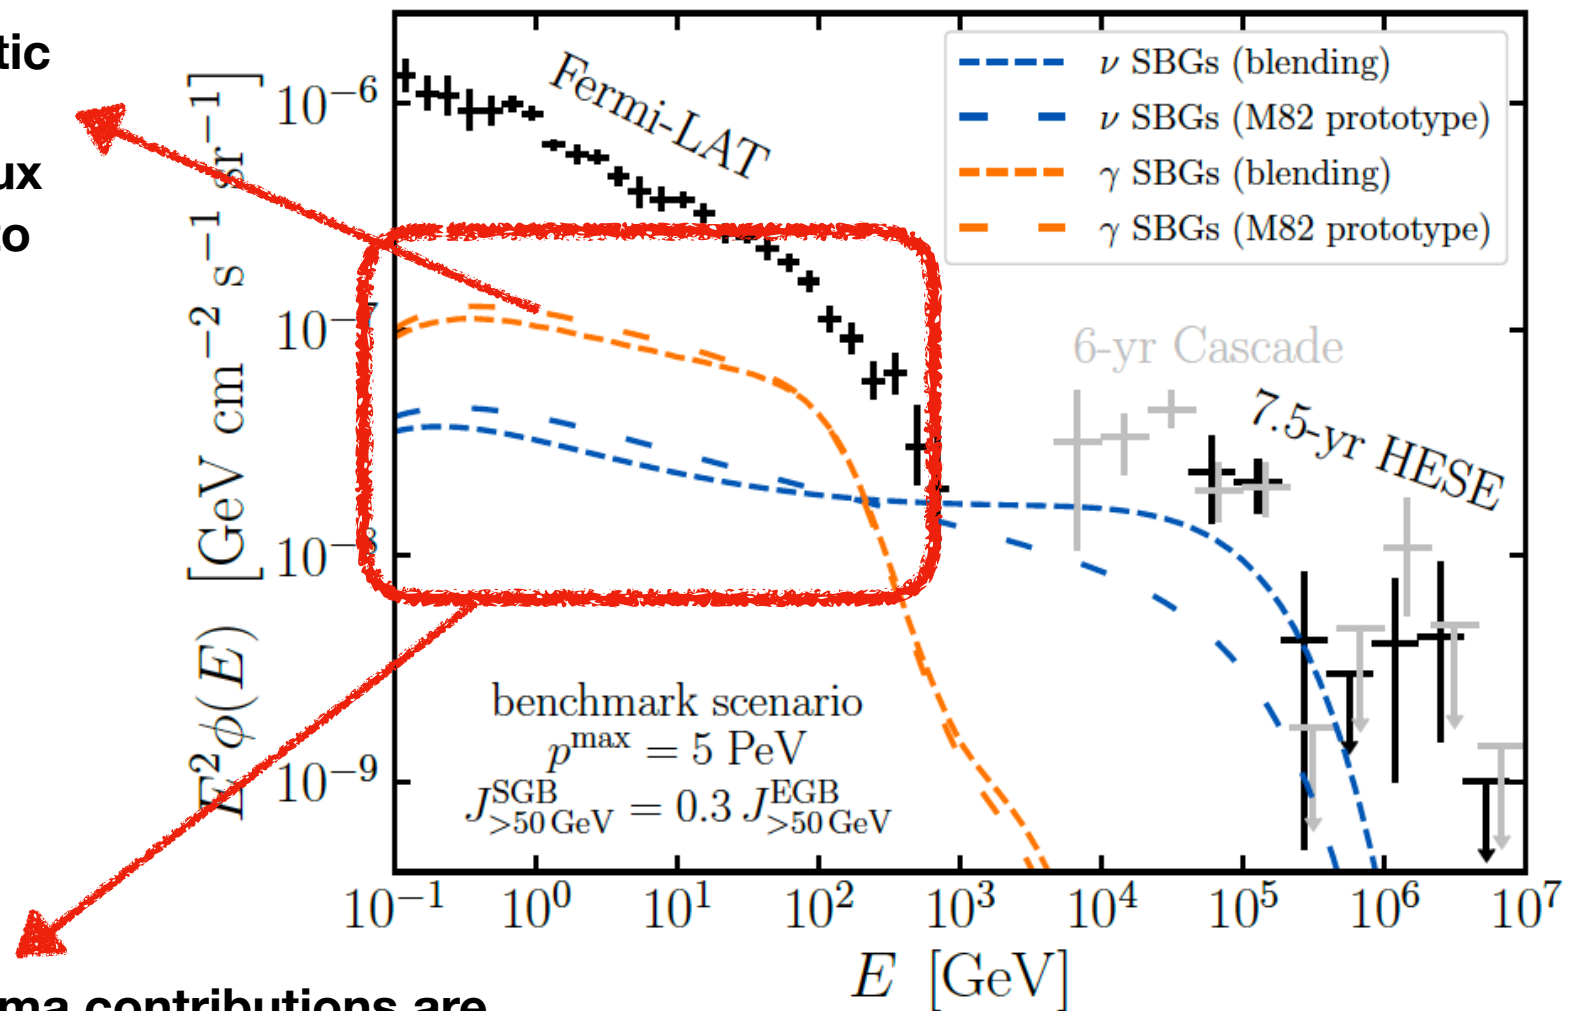 tic
ux
to
E² ϕ(E) [GeV cm⁻² s⁻¹ sr⁻¹]
10⁻⁶
10⁻⁷
10⁻⁸
10⁻⁹
Fermi-LAT
ν SBGs (blending)
ν SBGs (M82 prototype)
γ SBGs (blending)
γ SBGs (M82 prototype)
6-yr Cascade
7.5-yr HESE
benchmark scenario
p^max = 5 PeV
J^SGB_>50 GeV = 0.3 J^EGB_>50 GeV
10⁻¹ 10⁰ 10¹ 10² 10³ 10⁴ 10⁵ 10⁶ 10⁷
E [GeV]
ma contributions are